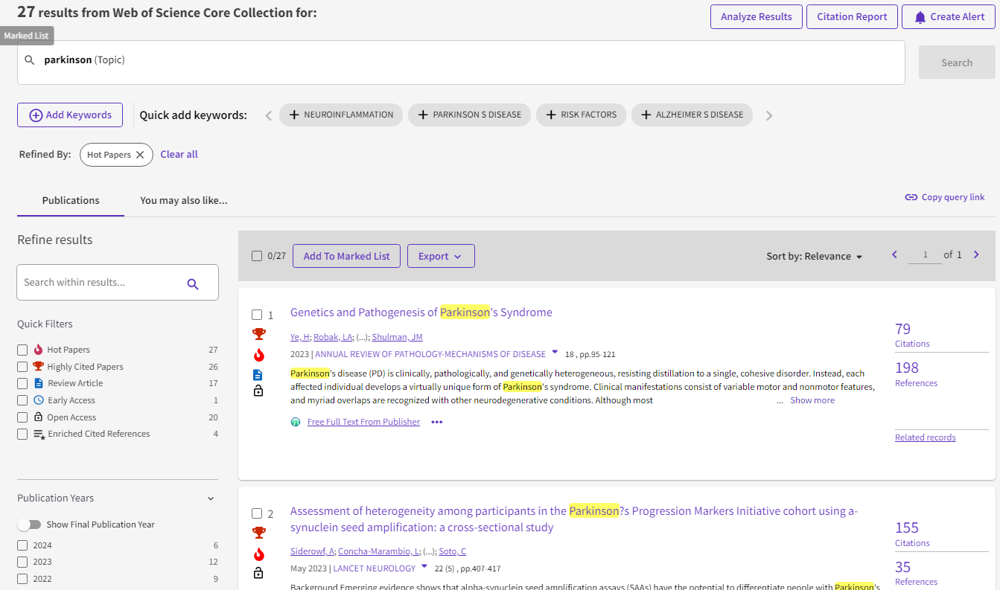 27 results from Web of Science Core Collection for:
Analyze Results
Citation Report
Create Alert
Marked List
parkinson (Topic)
Search
Add Keywords
Quick add keywords:
NEUROINFLAMMATION
PARKINSON S DISEASE
RISK FACTORS
ALZHEIMER S DISEASE
Refined By:
Hot Papers
Clear all
Publications
You may also like...
Copy query link
Refine results
Search within results...
Quick Filters
Hot Papers 27
Highly Cited Papers 26
Review Article 17
Early Access 1
Open Access 20
Enriched Cited References 4
Publication Years
Show Final Publication Year
2024 6
2023 12
2022 9
0/27
Add To Marked List
Export
Sort by: Relevance
1 of 1
1
Genetics and Pathogenesis of Parkinson's Syndrome
Ye, H; Robak, LA; (...); Shulman, JM
2023 | ANNUAL REVIEW OF PATHOLOGY-MECHANISMS OF DISEASE 18 , pp.95-121
Parkinson's disease (PD) is clinically, pathologically, and genetically heterogeneous, resisting distillation to a single, cohesive disorder. Instead, each
affected individual develops a virtually unique form of Parkinson's syndrome. Clinical manifestations consist of variable motor and nonmotor features,
and myriad overlaps are recognized with other neurodegenerative conditions. Although most ... Show more
Free Full Text From Publisher
79
Citations
198
References
Related records
2
Assessment of heterogeneity among participants in the Parkinson?s Progression Markers Initiative cohort using a-
synuclein seed amplification: a cross-sectional study
Siderowf, A; Concha-Marambio, L; (...); Soto, C
May 2023 | LANCET NEUROLOGY 22 (5) , pp.407-417
Background Emerging evidence shows that alpha-synuclein seed amplification assays (SAAs) have the potential to differentiate people with Parkinson's
155
Citations
35
References